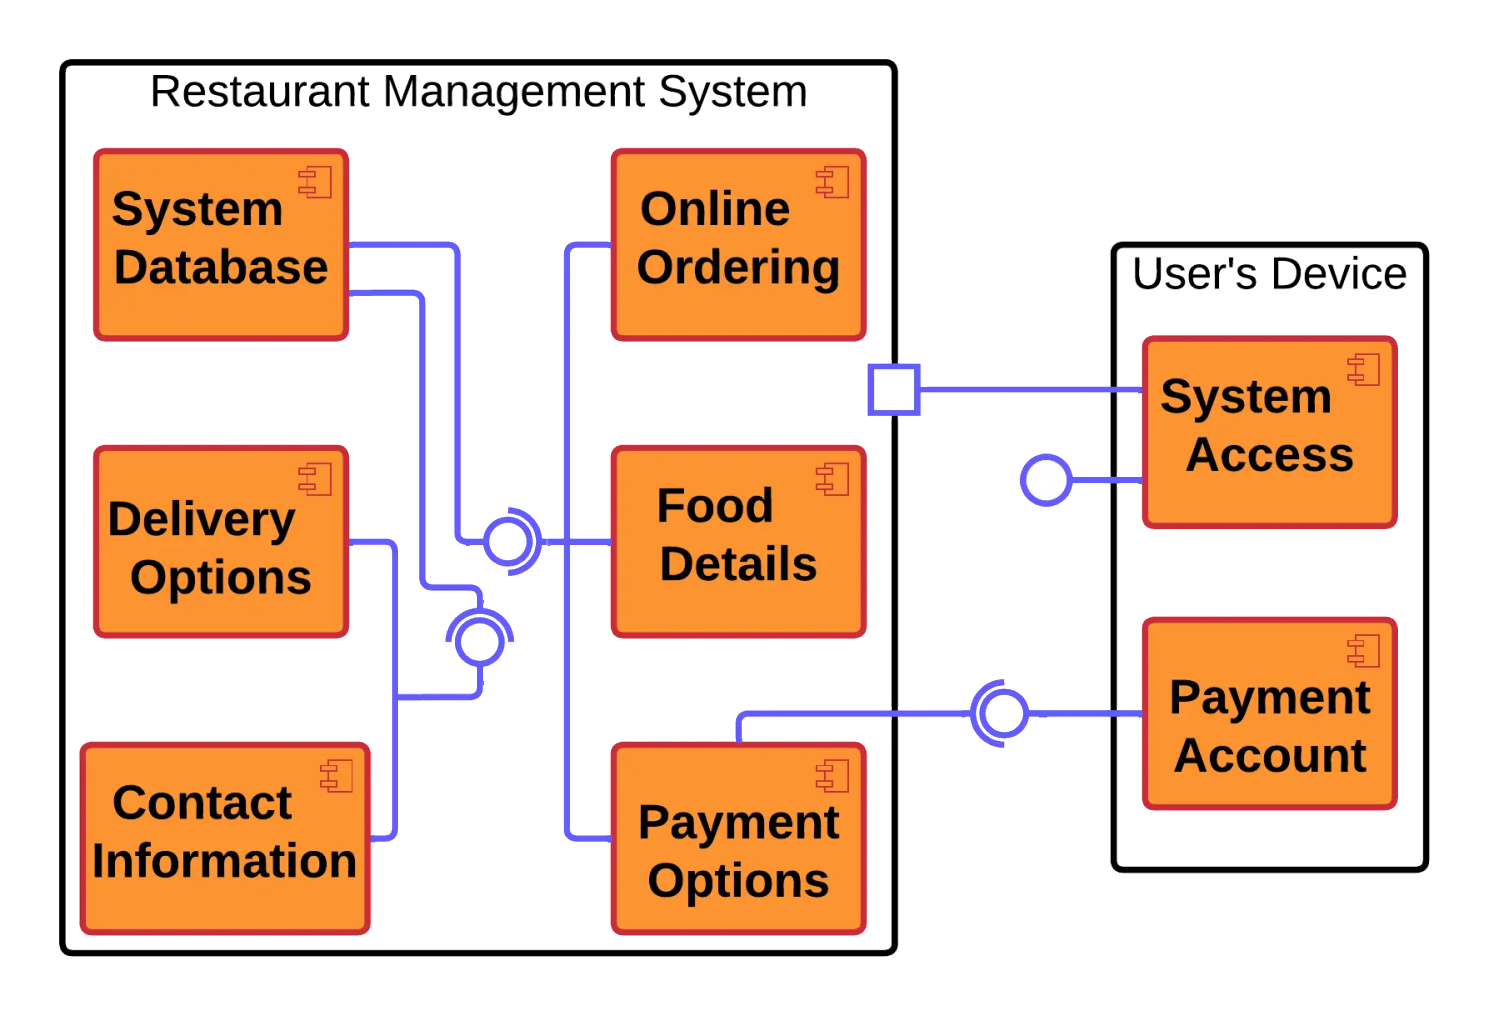 Restaurant Management System
System
Database
Online
Ordering
Delivery
Options
Food
Details
Contact
Information
Payment
Options
User's Device
System
Access
Payment
Account